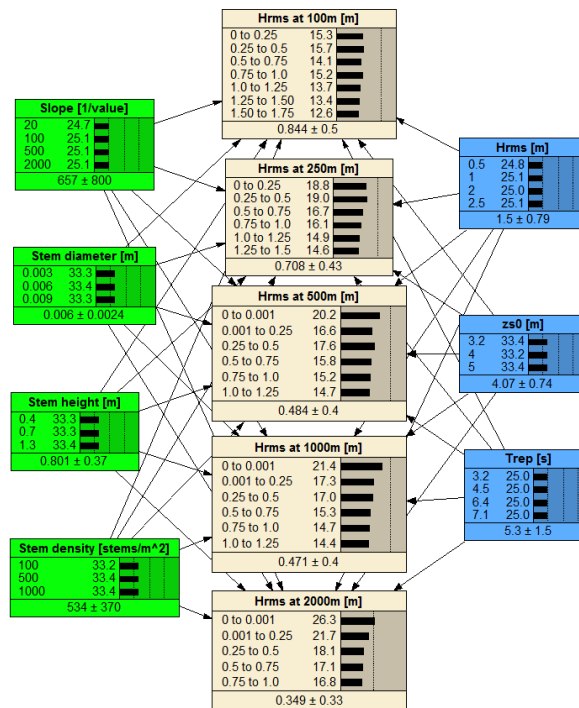 Hrms at 100m [m]
0 to 0.25 15.3
0.25 to 0.5 15.7
0.5 to 0.75 14.1
0.75 to 1.0 15.2
1.0 to 1.25 13.7
1.25 to 1.50 13.4
1.50 to 1.75 12.6
0.844 ± 0.5
Slope [1/value]
20 24.7
100 25.1
500 25.1
2000 25.1
657 ± 800
Hrms [m]
0.5 24.8
1 25.1
2 25.0
2.5 25.1
1.5 ± 0.79
Hrms at 250m [m]
0 to 0.25 18.8
0.25 to 0.5 19.0
0.5 to 0.75 16.7
0.75 to 1.0 16.1
1.0 to 1.25 14.9
1.25 to 1.5 14.6
0.708 ± 0.43
Stem diameter [m]
0.003 33.3
0.006 33.4
0.009 33.3
0.006 ± 0.0024
Hrms at 500m [m]
0 to 0.001 20.2
0.001 to 0.25 16.6
0.25 to 0.5 17.6
0.5 to 0.75 15.8
0.75 to 1.0 15.2
1.0 to 1.25 14.7
0.484 ± 0.4
zs0 [m]
3.2 33.4
4 33.2
5 33.4
4.07 ± 0.74
Stem height [m]
0.4 33.3
0.7 33.3
1.3 33.4
0.801 ± 0.37
Hrms at 1000m [m]
0 to 0.001 21.4
0.001 to 0.25 17.3
0.25 to 0.5 17.0
0.5 to 0.75 15.3
0.75 to 1.0 14.7
1.0 to 1.25 14.4
0.471 ± 0.4
Trep [s]
3.2 25.0
4.5 25.0
6.4 25.0
7.1 25.0
5.3 ± 1.5
Stem density [stems/m^2]
100 33.2
500 33.4
1000 33.4
534 ± 370
Hrms at 2000m [m]
0 to 0.001 26.3
0.001 to 0.25 21.7
0.25 to 0.5 18.1
0.5 to 0.75 17.1
0.75 to 1.0 16.8
0.349 ± 0.33